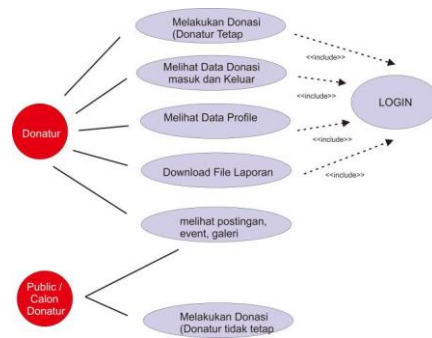 Melakukan Donasi
(Donatur Tetap
<<include>>
Melihat Data Donasi
masuk dan Keluar
<<include>>
LOGIN
Donatur
Melihat Data Profile
<<include>>
Download File Laporan
<<include>>
melihat postingan,
event, galeri
Public /
Calon
Donatur
Melakukan Donasi
(Donatur tidak tetap